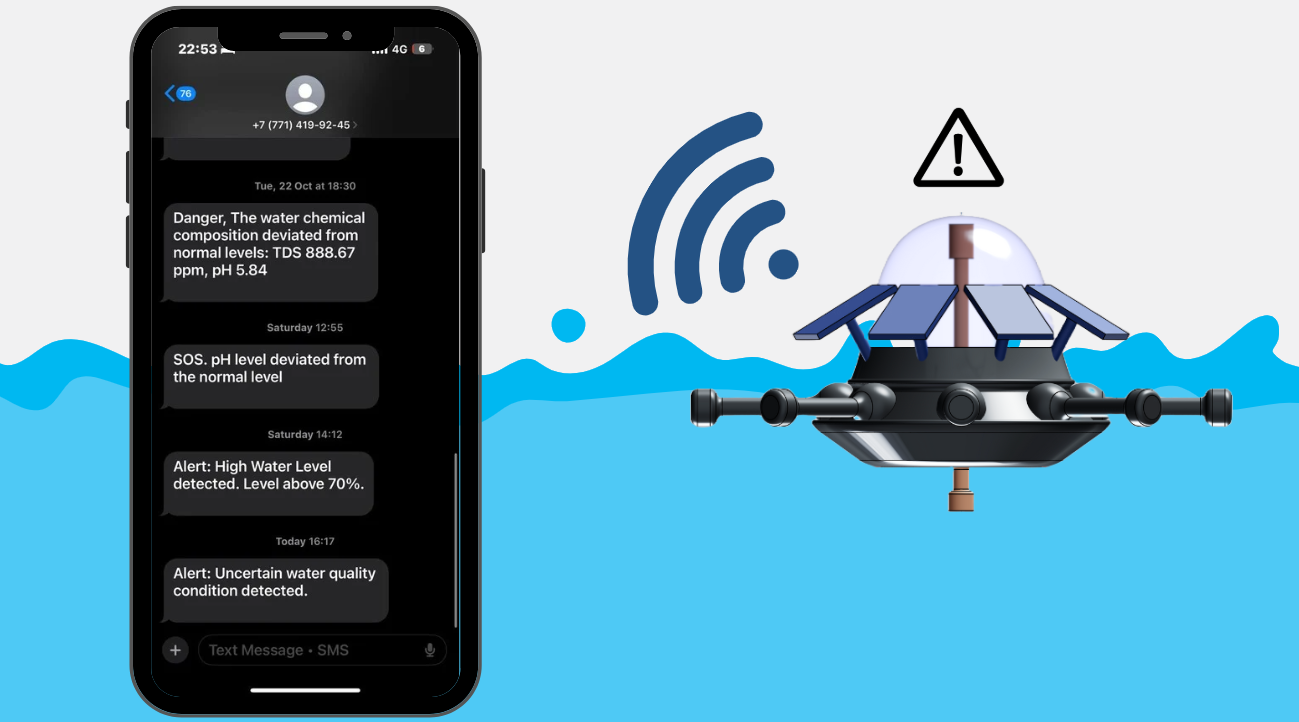 22:53
4G 6
76
+7 (771) 419-92-45
Tue, 22 Oct at 18:30
Danger, The water chemical
composition deviated from
normal levels: TDS 888.67
ppm, pH 5.84
Saturday 12:55
SOS. pH level deviated from
the normal level
Saturday 14:12
Alert: High Water Level
detected. Level above 70%.
Today 16:17
Alert: Uncertain water quality
condition detected.
Text Message • SMS